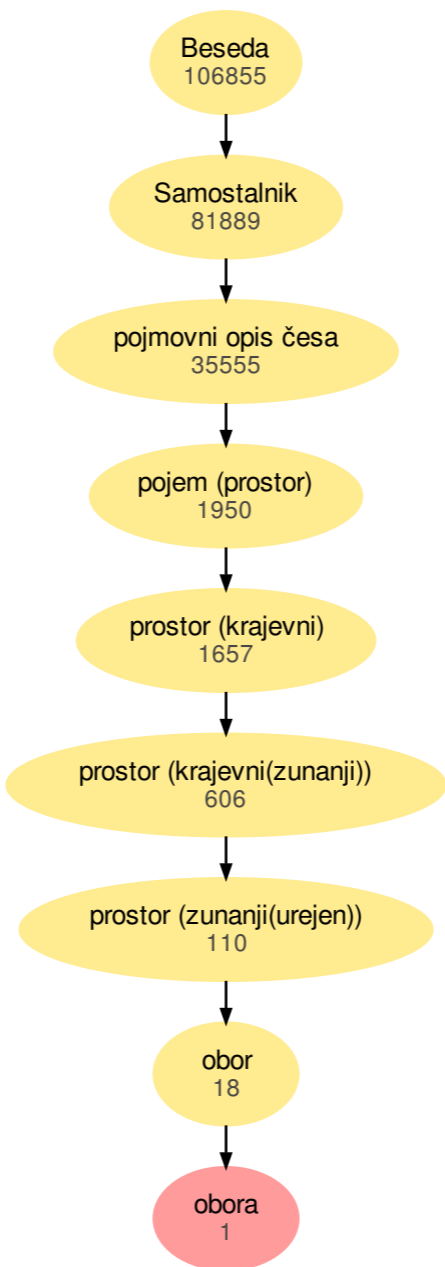 Beseda
106855
Samostalnik
81889
pojmovni opis česa
35555
pojem (prostor)
1950
prostor (krajevni)
1657
prostor (krajevni(zunanji))
606
prostor (zunanji(urejen))
110
obor
18
obora
1